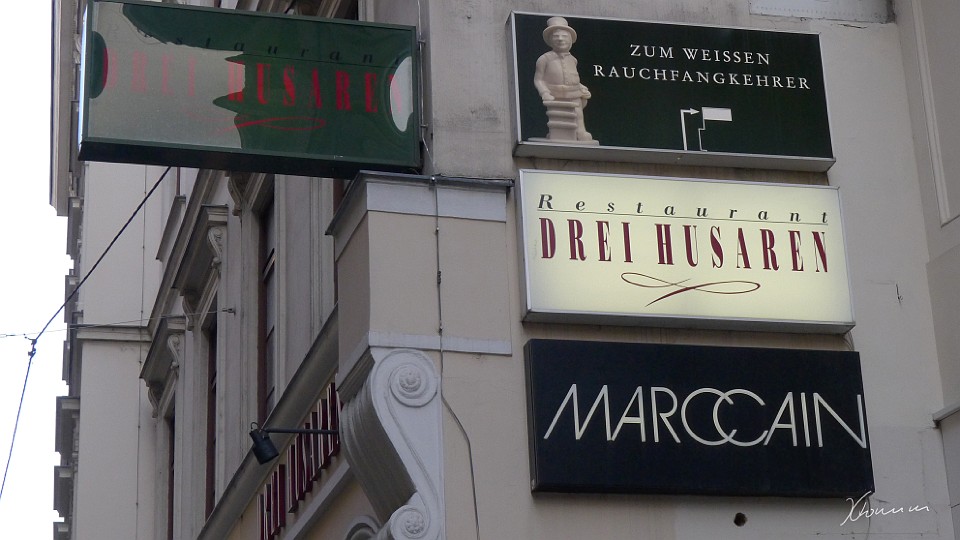 Restaurant
DREI HUSAREN
ZUM WEISSEN
RAUCHFANGKEHRER
Restaurant
DREI HUSAREN
MARCCAIN